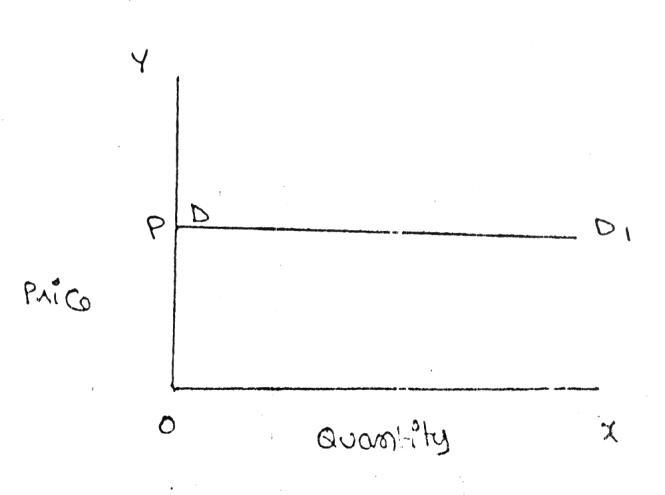 Y
P D D1
Price
O Quantity X